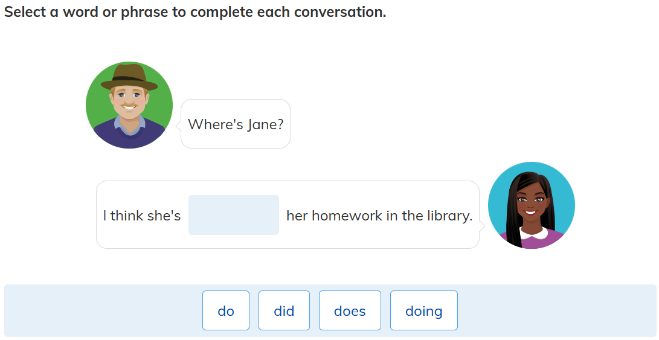 Select a word or phrase to complete each conversation.
Where's Jane?
I think she's her homework in the library.
do did does doing